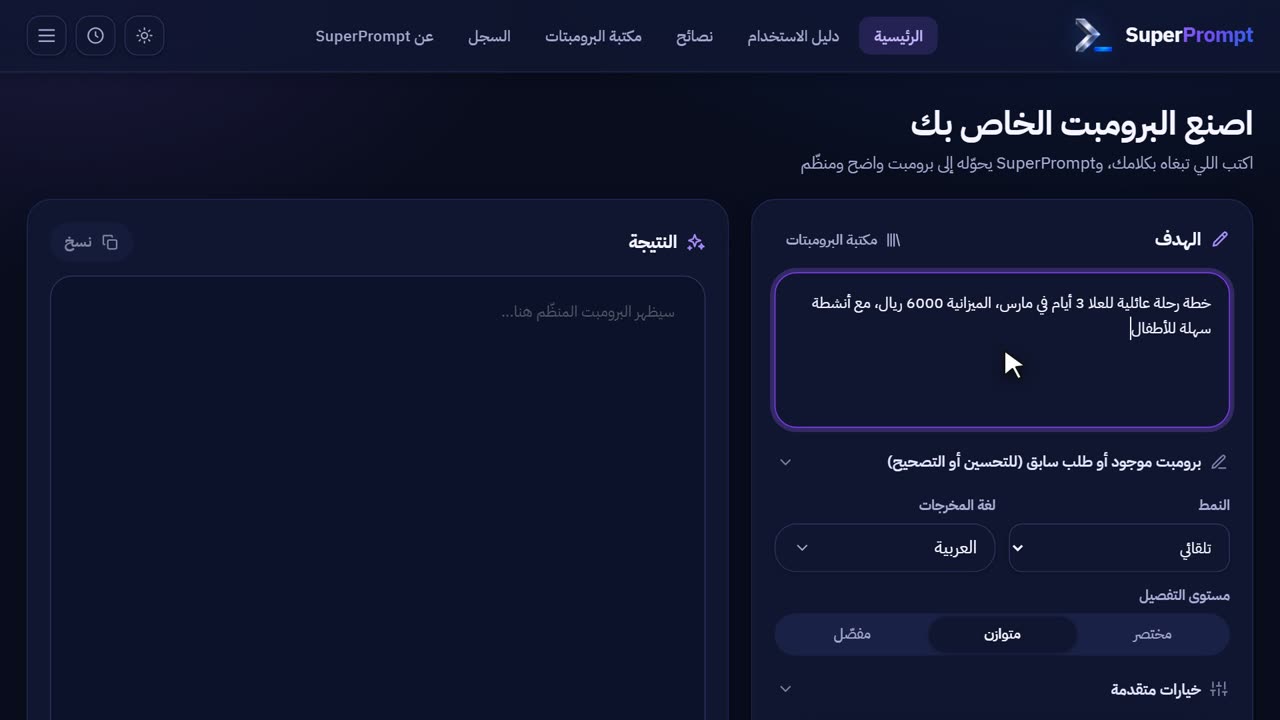 SuperPrompt
الرئيسية
دليل الاستخدام
نصائح
مكتبة البرومبتات
السجل
عن SuperPrompt
اصنع البرومبت الخاص بك
اكتب اللي تبغاه بكلامك، وSuperPrompt يحوّله إلى برومبت واضح ومنظّم
الهدف
مكتبة البرومبتات
خطة رحلة عائلية للعلا 3 أيام في مارس، الميزانية 6000 ريال، مع أنشطة
سهلة للأطفال
برومبت موجود أو طلب سابق (للتحسين أو التصحيح)
النمط
لغة المخرجات
تلقائي
العربية
مستوى التفصيل
مختصر
متوازن
مفصّل
خيارات متقدمة
النتيجة
نسخ
سيظهر البرومبت المنظّم هنا...